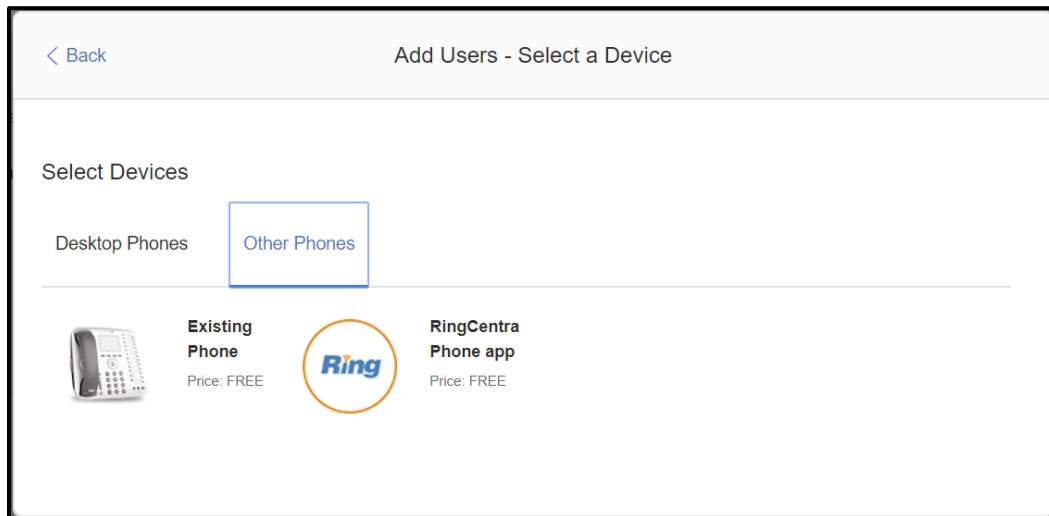 Back
Add Users - Select a Device
Select Devices
Desktop Phones
Other Phones
Existing
Phone
Price: FREE
Ring
RingCentra
Phone app
Price: FREE